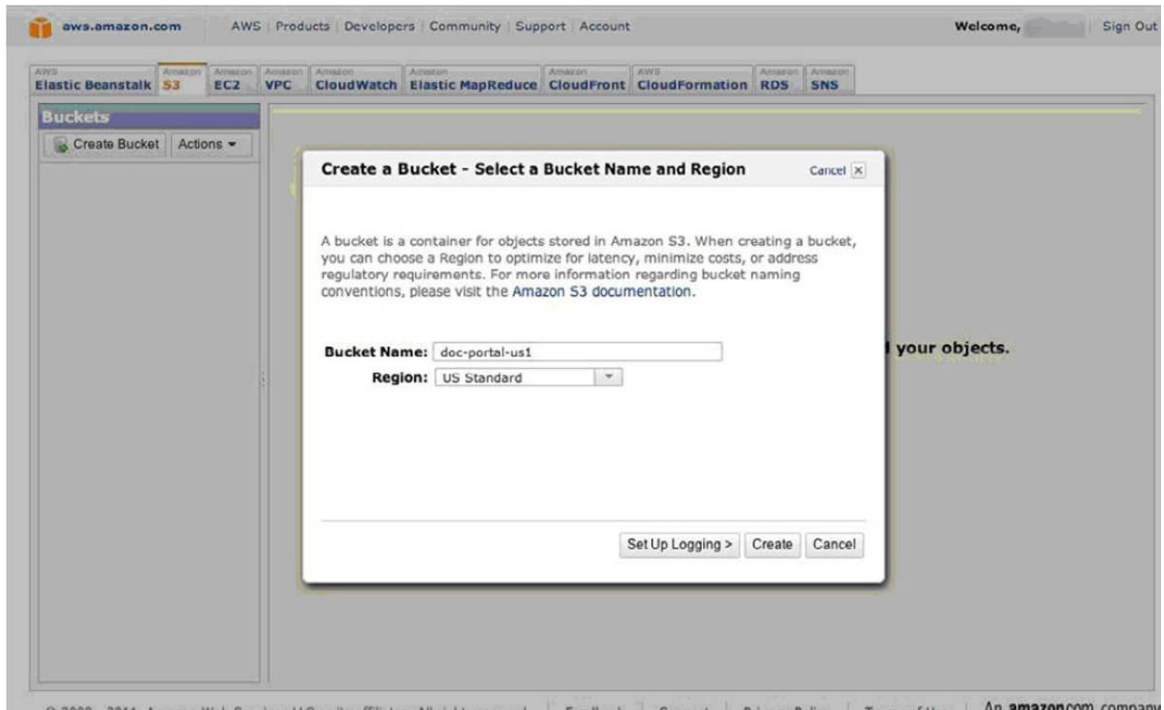 aws.amazon.com AWS | Products | Developers | Community | Support | Account Welcome, Sign Out
AWS Elastic Beanstalk
Amazon S3
Amazon EC2
Amazon VPC
Amazon CloudWatch
Amazon Elastic MapReduce
Amazon CloudFront
AWS CloudFormation
Amazon RDS
Amazon SNS
Buckets
Create Bucket Actions
Create a Bucket - Select a Bucket Name and Region Cancel
A bucket is a container for objects stored in Amazon S3. When creating a bucket,
you can choose a Region to optimize for latency, minimize costs, or address
regulatory requirements. For more information regarding bucket naming
conventions, please visit the Amazon S3 documentation.
Bucket Name: doc-portal-us1
your objects.
Region: US Standard
Set Up Logging > Create Cancel
An amazon.com company